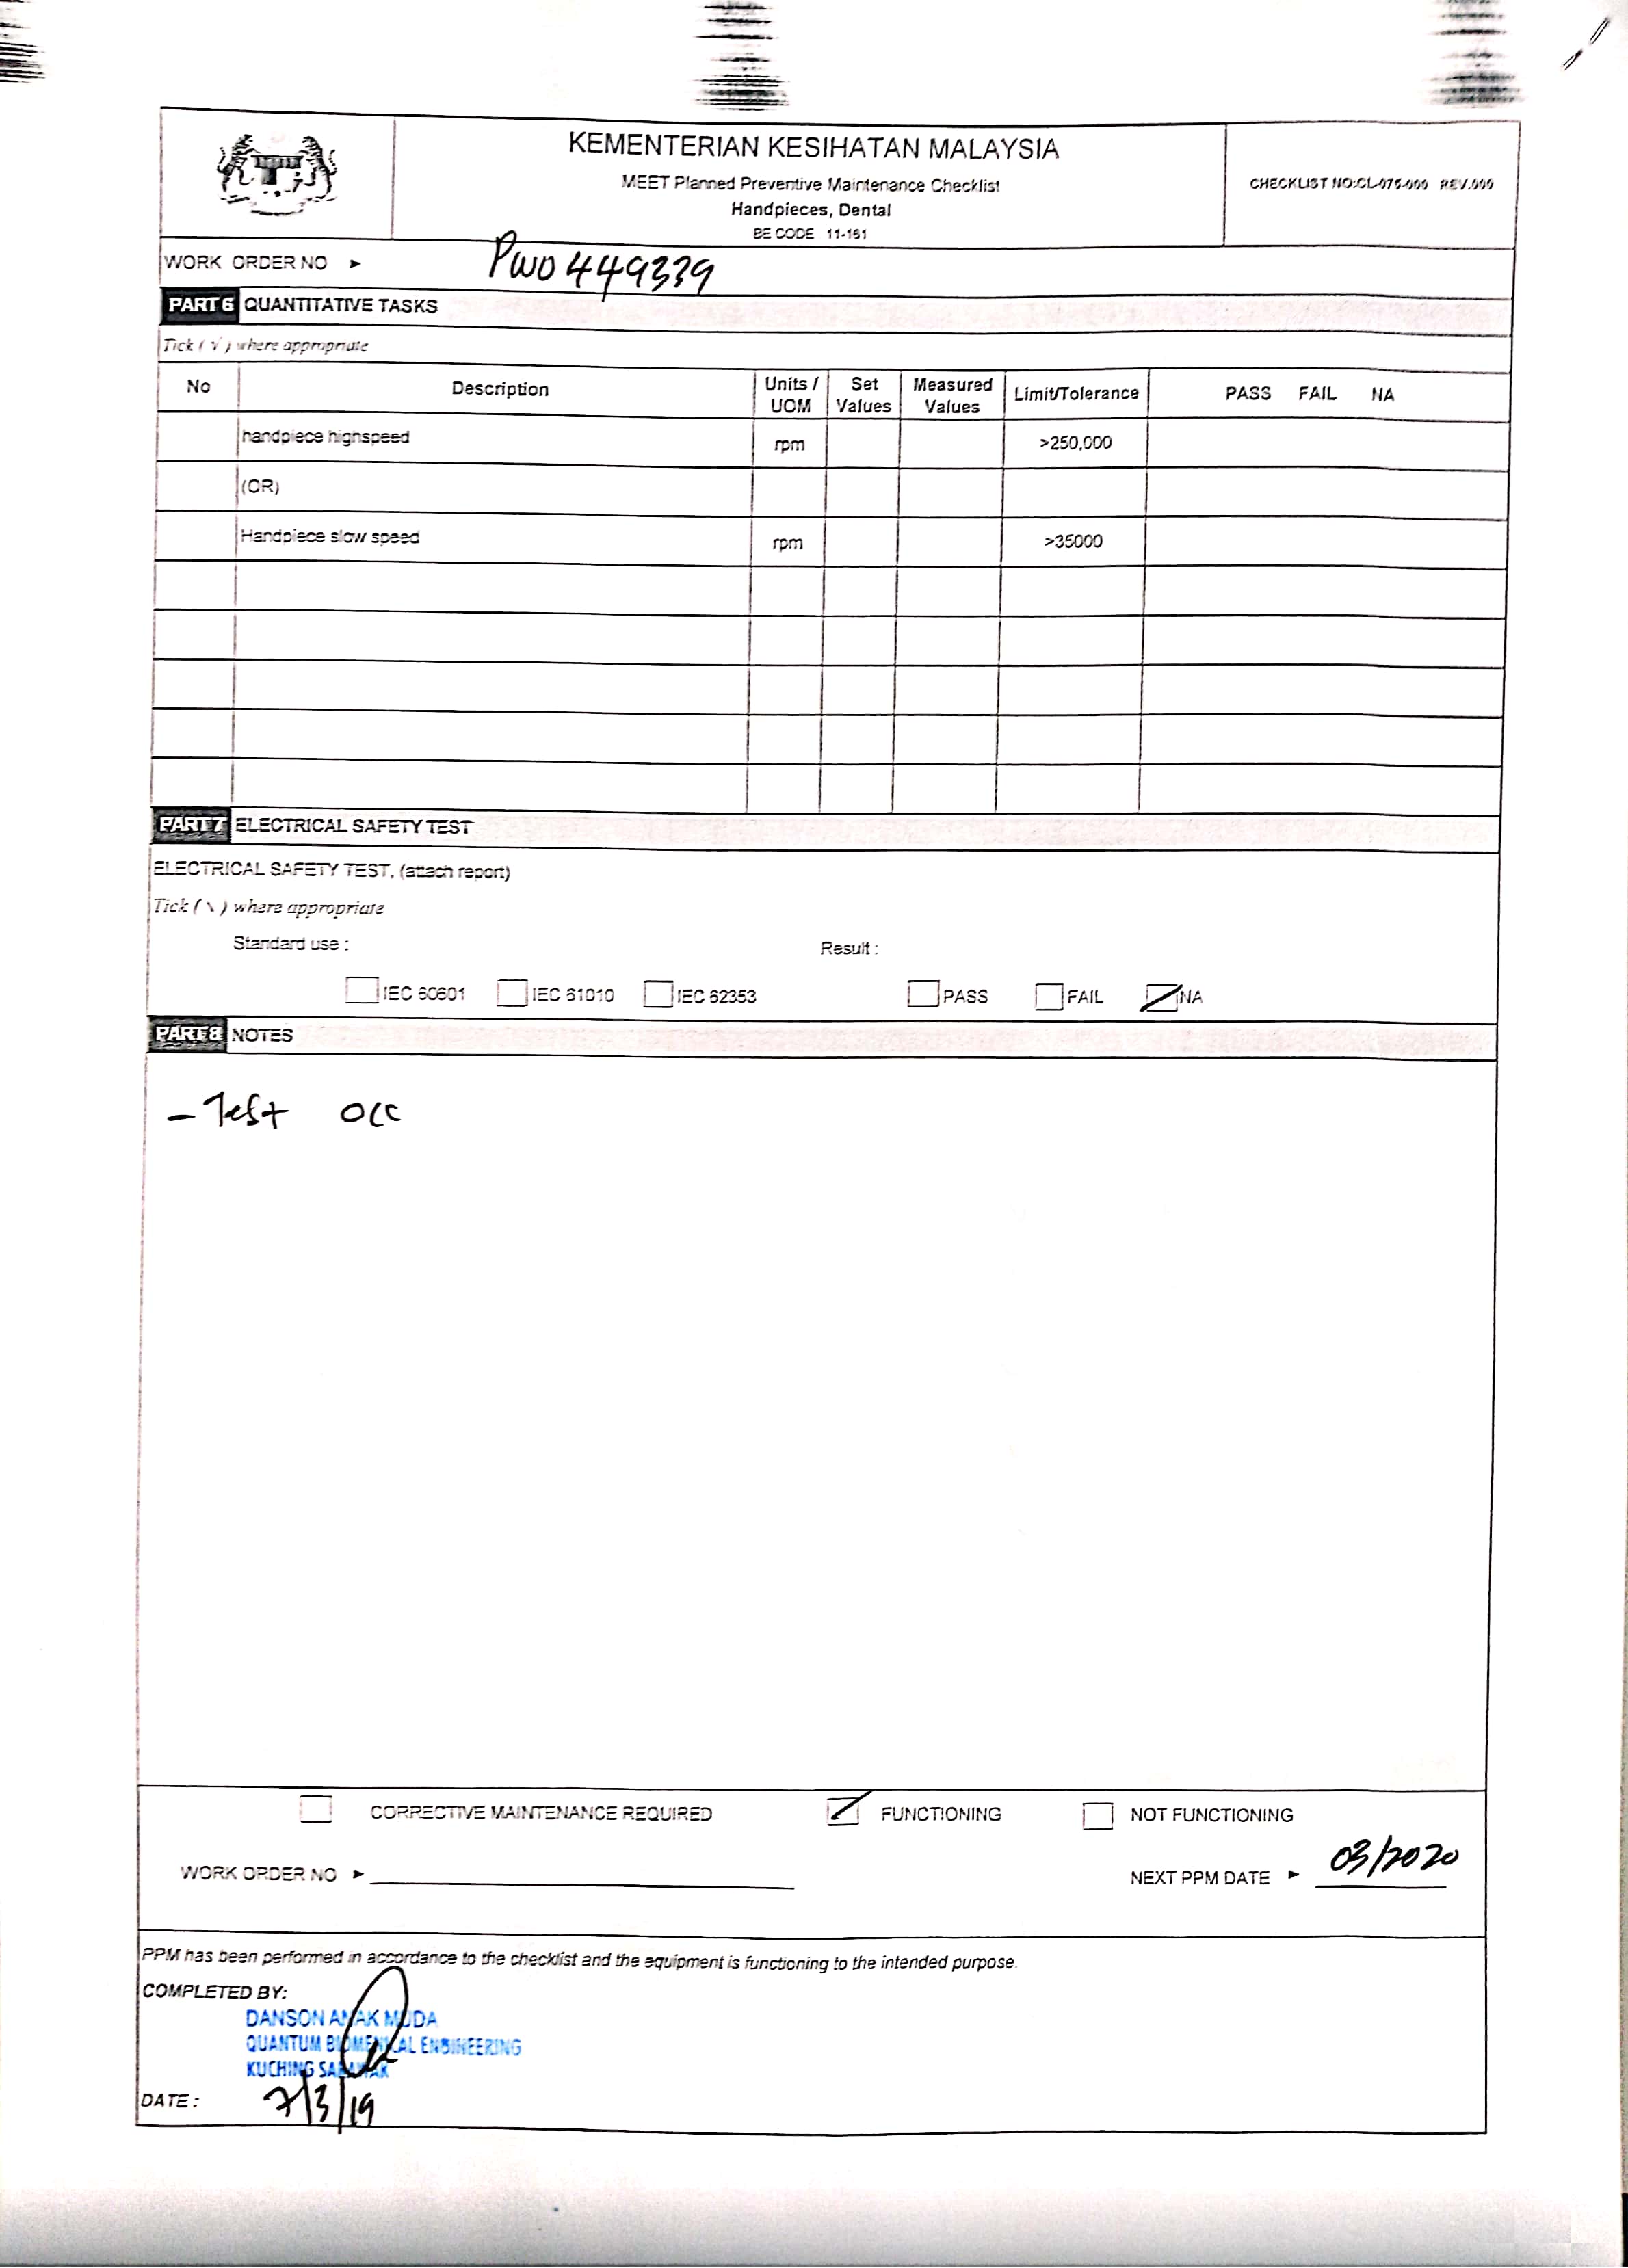 KEMENTERIAN KESIHATAN MALAYSIA
MEET Planned Preventive Maintenance Checklist
Handpieces, Dental
BE CODE 11-161
CHECKLIST NO:CL-075-000 REV.000
WORK ORDER NO ► PWO449339
PART 6 QUANTITATIVE TASKS
Tick ( √ ) where appropriate
No Description Units / UOM Set Values Measured Values Limit/Tolerance PASS FAIL NA
handpiece highspeed rpm >250,000
(OR)
Handpiece slow speed rpm >35000
PART 7 ELECTRICAL SAFETY TEST
ELECTRICAL SAFETY TEST, (attach report)
Tick ( √ ) where appropriate
Standard use : Result :
IEC 60601 IEC 61010 IEC 62353 PASS FAIL NA
PART 8 NOTES
- Test
CORRECTIVE MAINTENANCE REQUIRED FUNCTIONING NOT FUNCTIONING
WORK ORDER NO ► NEXT PPM DATE ► 03/2020
PPM has been performed in accordance to the checklist and the equipment is functioning to the intended purpose.
COMPLETED BY:
DANSON ANAK MUDA
QUANTUM BIOMEDICAL ENGINEERING
KUCHING SARAWAK
DATE : 7/3/19